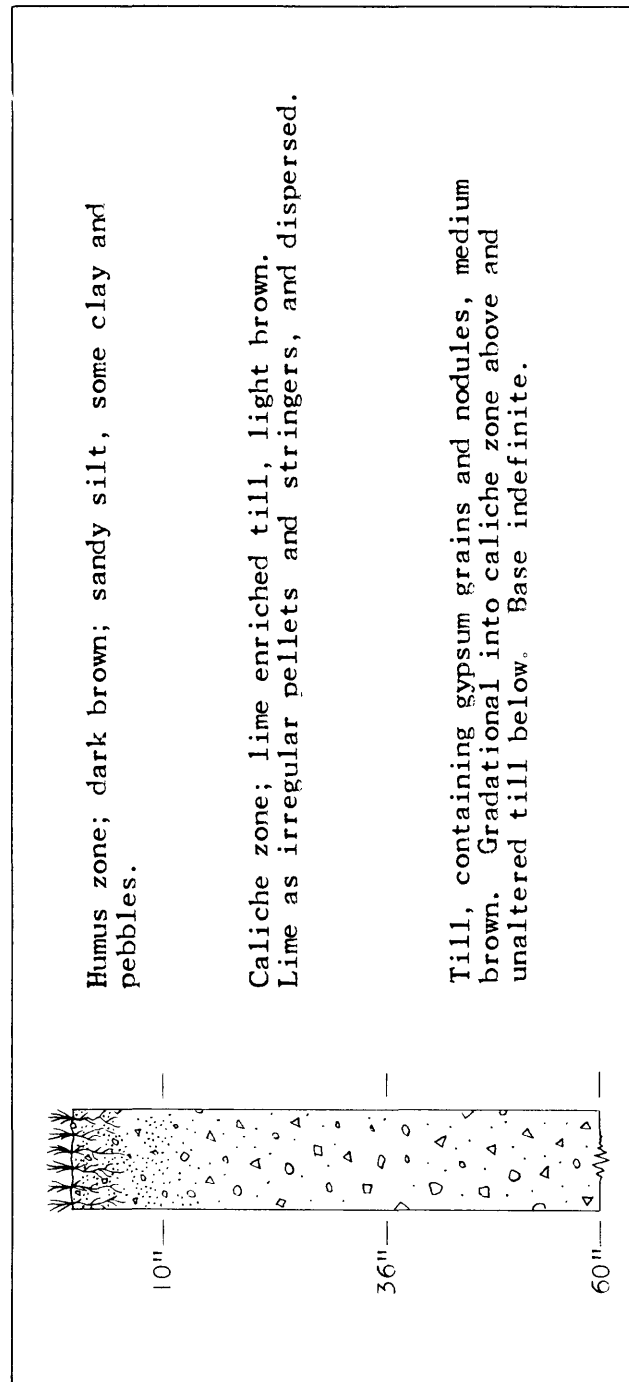 Humus zone; dark brown; sandy silt, some clay and
pebbles.
10"
Caliche zone; lime enriched till, light brown.
Lime as irregular pellets and stringers, and dispersed.
36"
Till, containing gypsum grains and nodules, medium
brown. Gradational into caliche zone above and
unaltered till below. Base indefinite.
60"